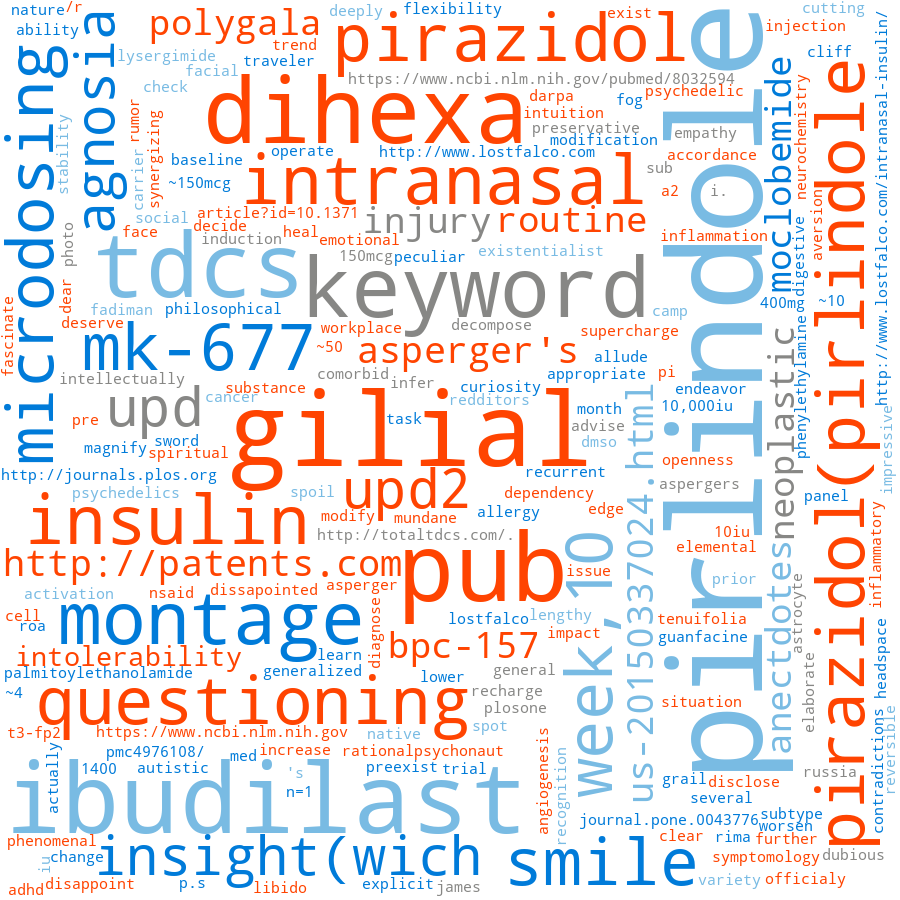 nature
/r
ability
polygala
deeply
flexibility
exist
cutting
injection
trend
traveler
pirazidol
cliff
lysergimide
facial
check
https://www.ncbi.nlm.nih.gov/pubmed/8032594
psychedelic
microdosing
agnosia
dihexa
darpa
intuition
fog
preservative
modification
empathy
rumor
synergizing
carrier
stability
baseline
operate
http://www.lostfalco.com
accordance
~150mcg
intranasal
sub
a2
i.
moclobemide
neurochemistry
aversion
pirazidol(pirlindole
http://www.lostfalco.com/intranasal-insulin/
social
article?id=10.1371
injury
routine
face
decide
heal
induction
emotional
inflammation
photo
dear
tdcs
150mcg
peculiar
existentialist
keyword
pirlindole
digestive
400mg
~10
fadiman
philosophical
deserve
fascinate
workplace
decompose
supercharge
camp
mk-677
~50
asperger's
allude
appropriate
pi
phenylethylamine
neoplastic
intellectually
comorbid
infer
curiosity
endeavor
substance
cancer
redditors
month
10,000iu
upd
pre
task
advise
dmso
magnify
sword
spiritual
gilial
recurrent
openness
impressive
http://journals.plos.org
psychedelics
spoil
upd2
dependency
aspergers
panel
modify
mundane
allergy
edge
10iu
insulin
http://totaltdcs.com/.
elemental
http://patents.com
pub
issue
prior
week,10
us-20150337024.html
anectdotes
astrocyte
inflammatory
activation
nsaid
dissapointed
asperger
cell
roa
montage
lostfalco
lengthy
tenuifolia
diagnose
impact
guanfacine
bpc-157
intolerability
learn
generalized
general
headspace
palmitoylethanolamide
lower
~4
recharge
elaborate
questioning
plosone
situation
t3-fp2
https://www.ncbi.nlm.nih.gov
native
spot
contradictions
reversible
pmc4976108/
med
increase
rationalpsychonaut
actually
1400
autistic
's
preexist
trial
russia
n=1
angiogenesis
recognition
grail
disclose
several
ibudilast
journal.pone.0043776
subtype
worsen
phenomenal
clear
rima
further
change
iu
insight(wich
smile
symptomology
dubious
adhd
disappoint
p.s
libido
explicit
james
variety
officialy